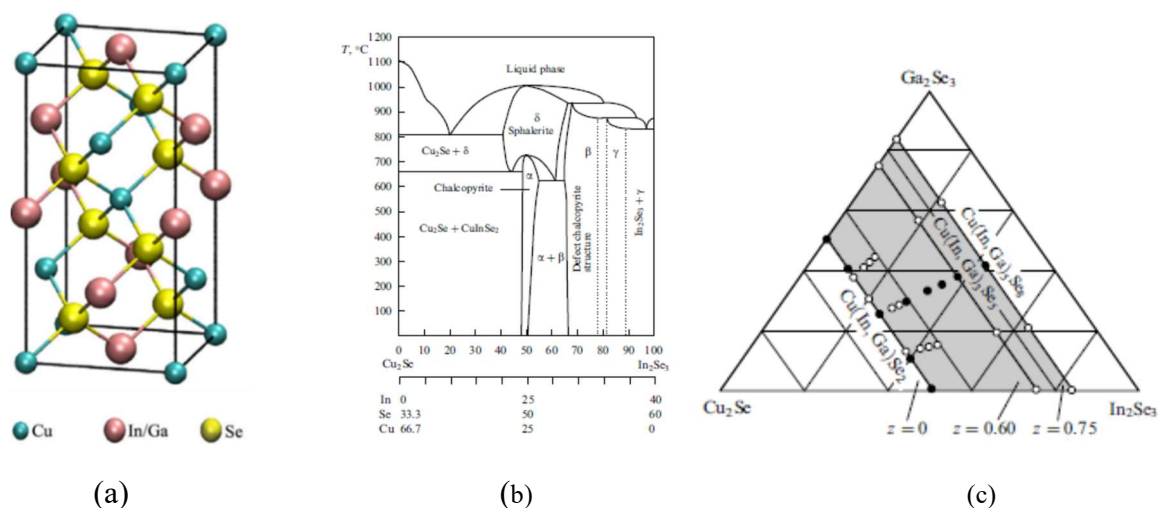 Cu
In/Ga
Se
(a)
T, °C
1200
1100
1000
900
800
700
600
500
400
300
200
100
Liquid phase
δ
Sphalerite
Cu₂Se + δ
α
β
γ
Chalcopyrite
Cu₂Se + CuInSe₂
α + β
Defect chalcopyrite
structure
In₂Se₃ + γ
0 10 20 30 40 50 60 70 80 90 100
Cu₂Se In₂Se₃
In 0 25 40
Se 33.3 50 60
Cu 66.7 25 0
(b)
Ga₂Se₃
Cu(In, Ga)₅Se₈
Cu(In, Ga)₃Se₅
Cu(In, Ga)Se₂
Cu₂Se
In₂Se₃
z = 0 z = 0.60 z = 0.75
(c)